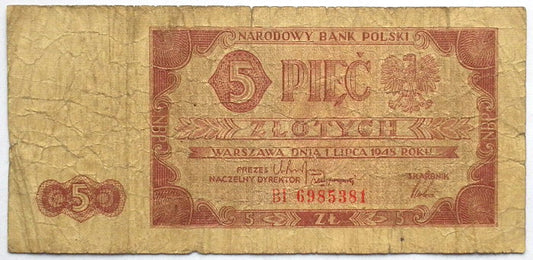 NARODOWY BANK POLSKI
5 PIĘĆ
ZŁOTYCH
WARSZAWA DNIA 1 LIPCA 1948 ROKU
PREZES
NACZELNY DYREKTOR
SKARBNIK
6985381
5 ZŁ 5
NBP
NBP
5